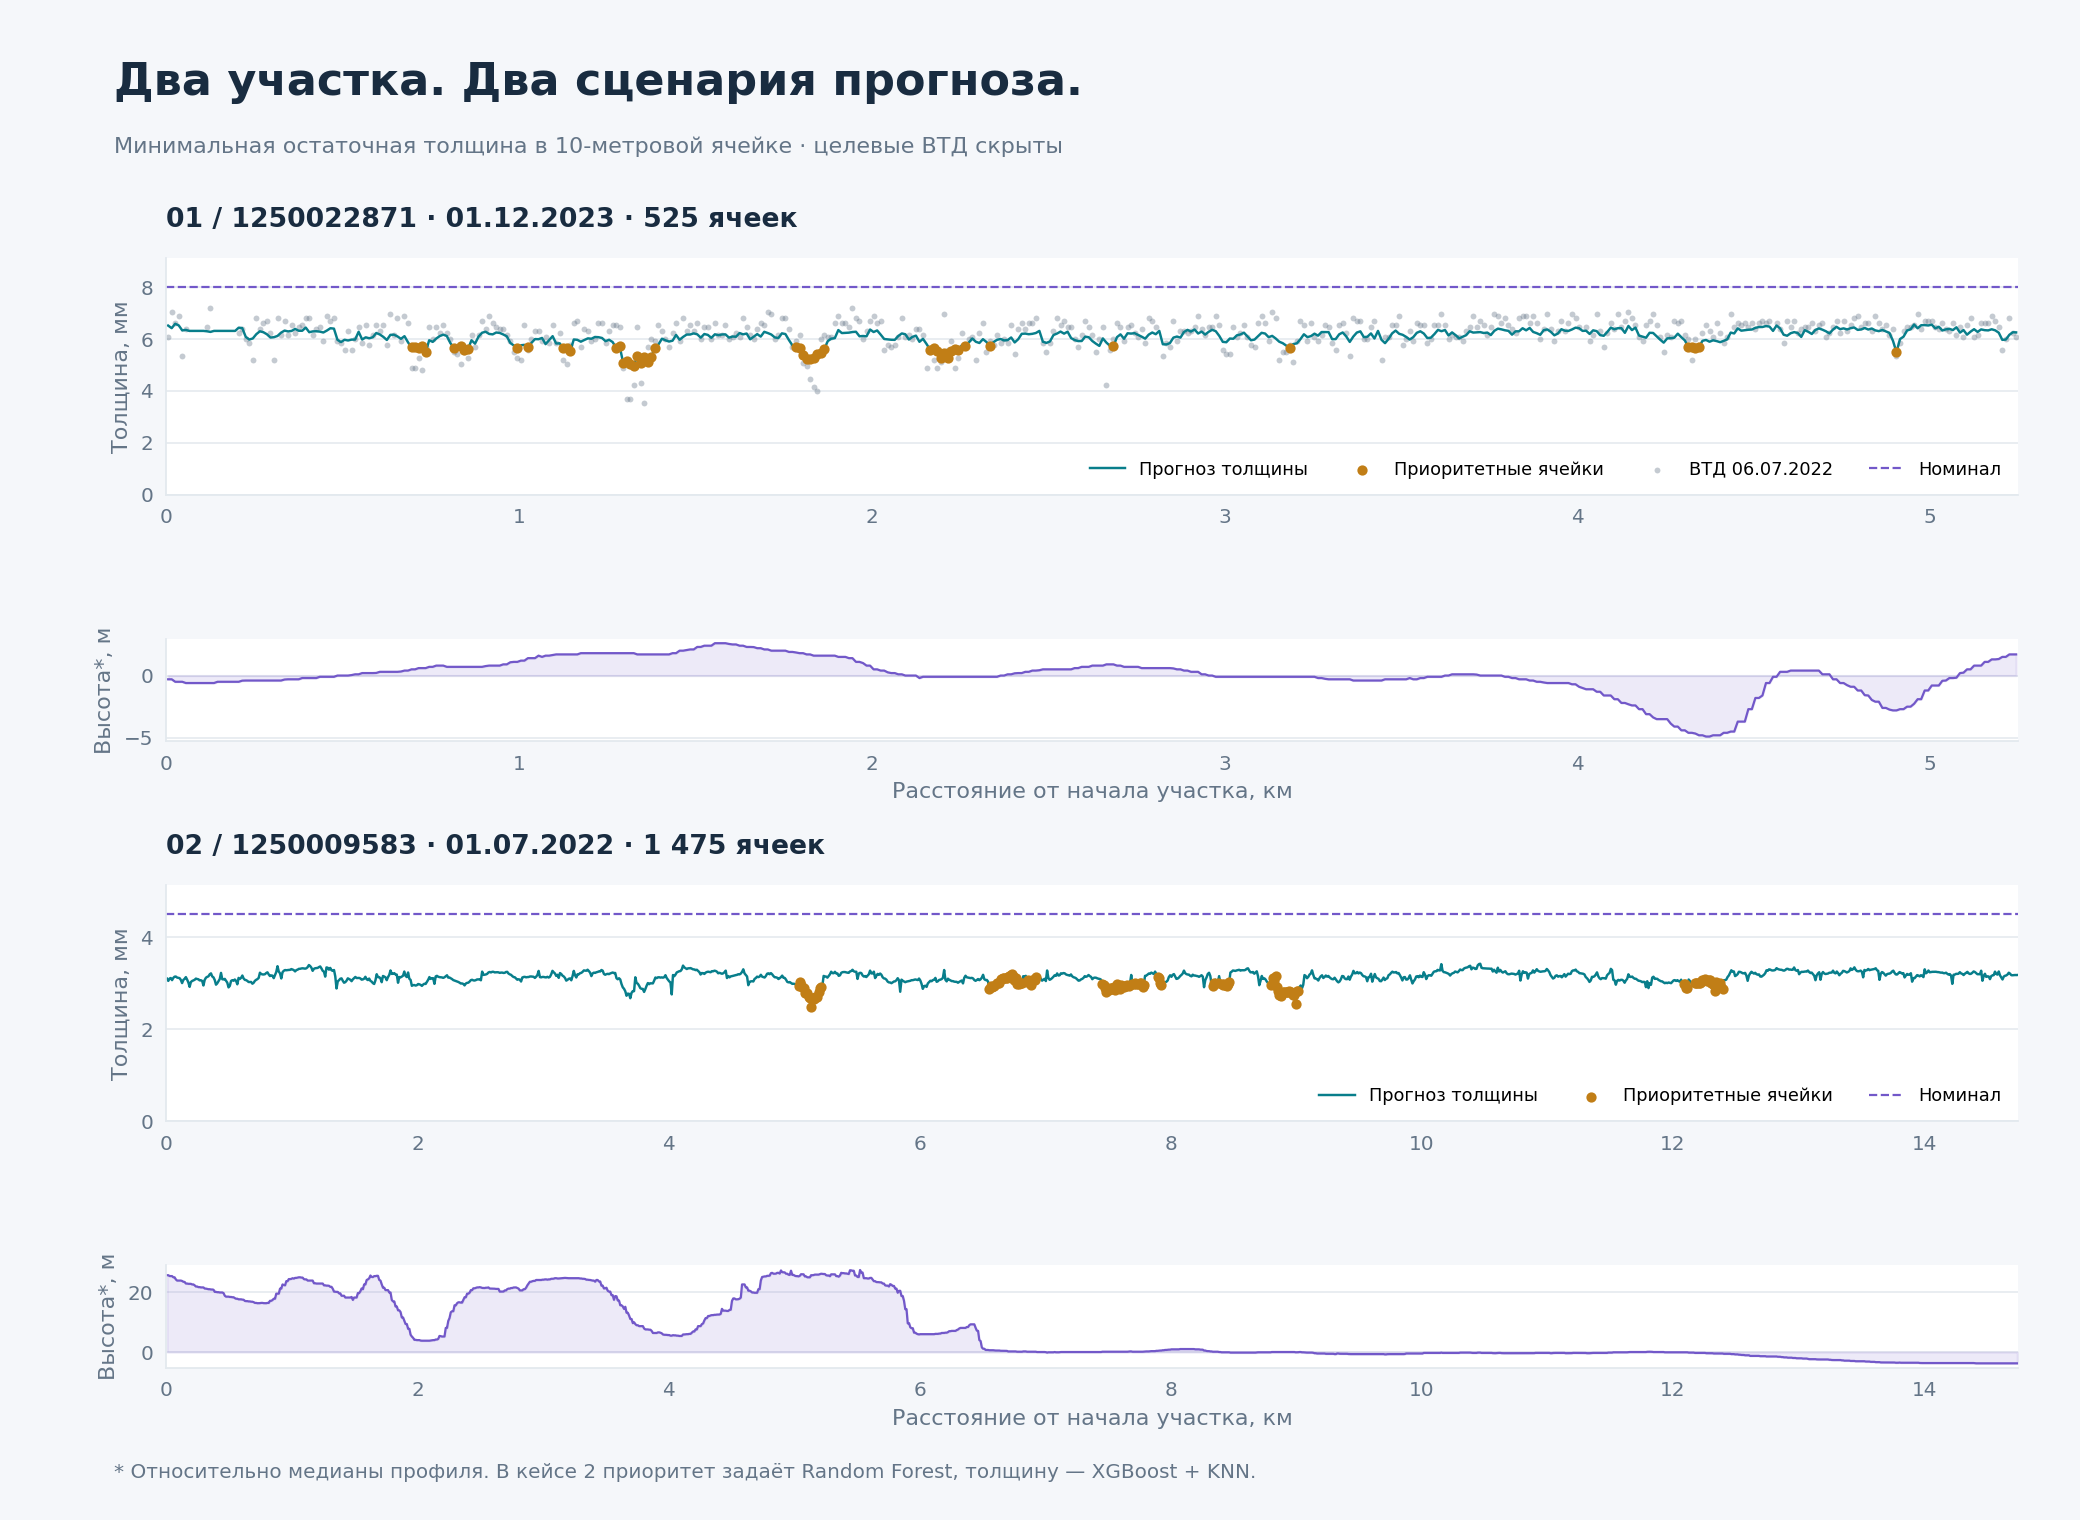 Два участка. Два сценария прогноза.
Минимальная остаточная толщина в 10-метровой ячейке · целевые ВТД скрыты
01 / 1250022871 · 01.12.2023 · 525 ячеек
Толщина, мм
8
6
4
2
0
Прогноз толщины
Приоритетные ячейки
ВТД 06.07.2022
Номинал
0 1 2 3 4 5
Высота*, м
0
−5
0 1 2 3 4 5
Расстояние от начала участка, км
02 / 1250009583 · 01.07.2022 · 1 475 ячеек
Толщина, мм
4
2
0
Прогноз толщины
Приоритетные ячейки
Номинал
0 2 4 6 8 10 12 14
Высота*, м
20
0
0 2 4 6 8 10 12 14
Расстояние от начала участка, км
* Относительно медианы профиля. В кейсе 2 приоритет задаёт Random Forest, толщину — XGBoost + KNN.